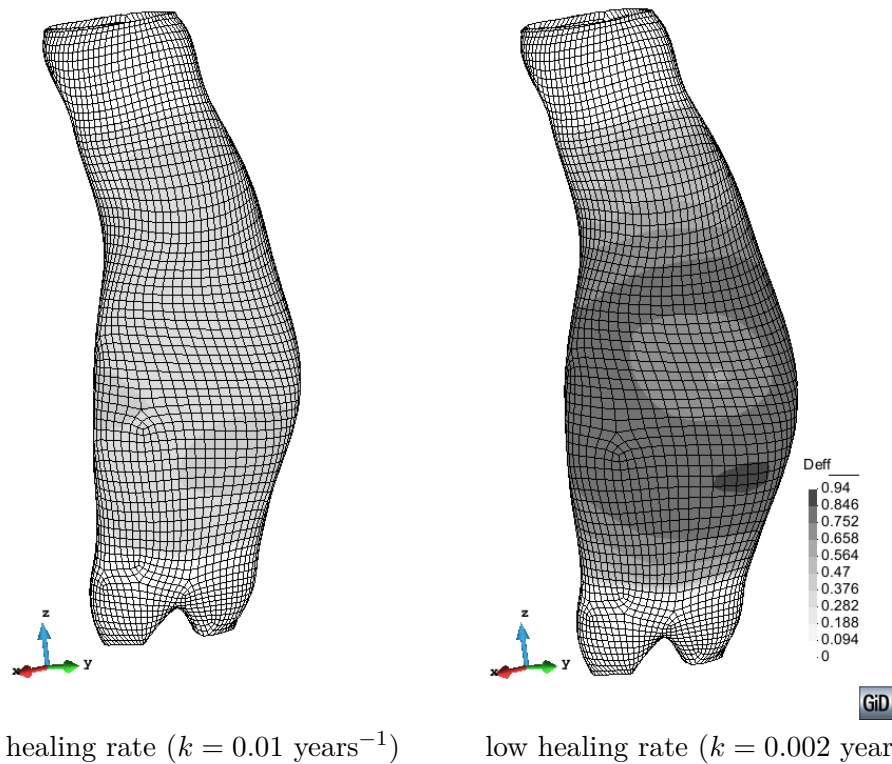 z
x
y
z
x
y
Deff
0.94
0.846
0.752
0.658
0.564
0.47
0.376
0.282
0.188
0.094
0
GiD
healing rate (k = 0.01 years⁻¹)
low healing rate (k = 0.002 year